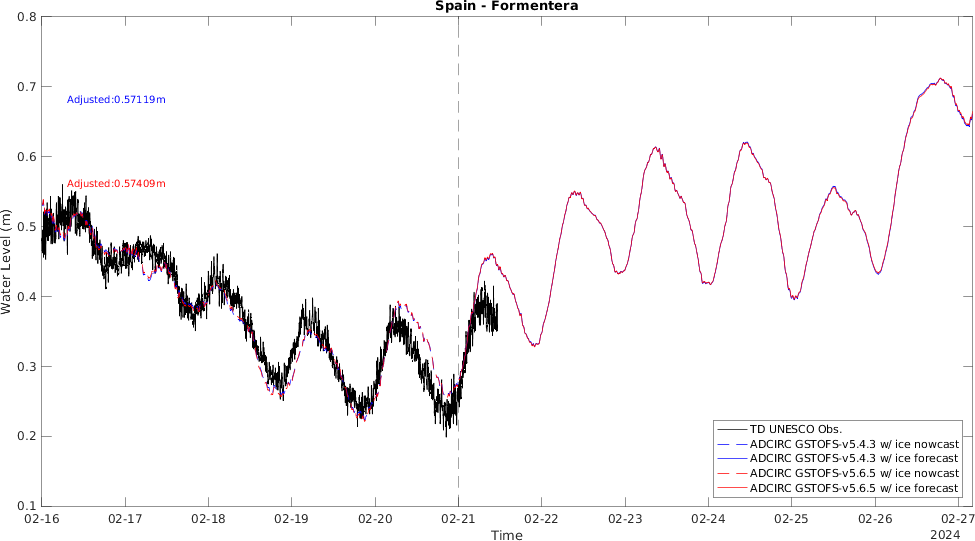 Spain - Formentera
0.8
0.7
0.6
0.5
0.4
0.3
0.2
0.1
Water Level (m)
Adjusted:0.57119m
Adjusted:0.57409m
TD UNESCO Obs.
ADCIRC GSTOFS-v5.4.3 w/ ice nowcast
ADCIRC GSTOFS-v5.4.3 w/ ice forecast
ADCIRC GSTOFS-v5.6.5 w/ ice nowcast
ADCIRC GSTOFS-v5.6.5 w/ ice forecast
02-16 02-17 02-18 02-19 02-20 02-21 02-22 02-23 02-24 02-25 02-26 02-27
Time
2024